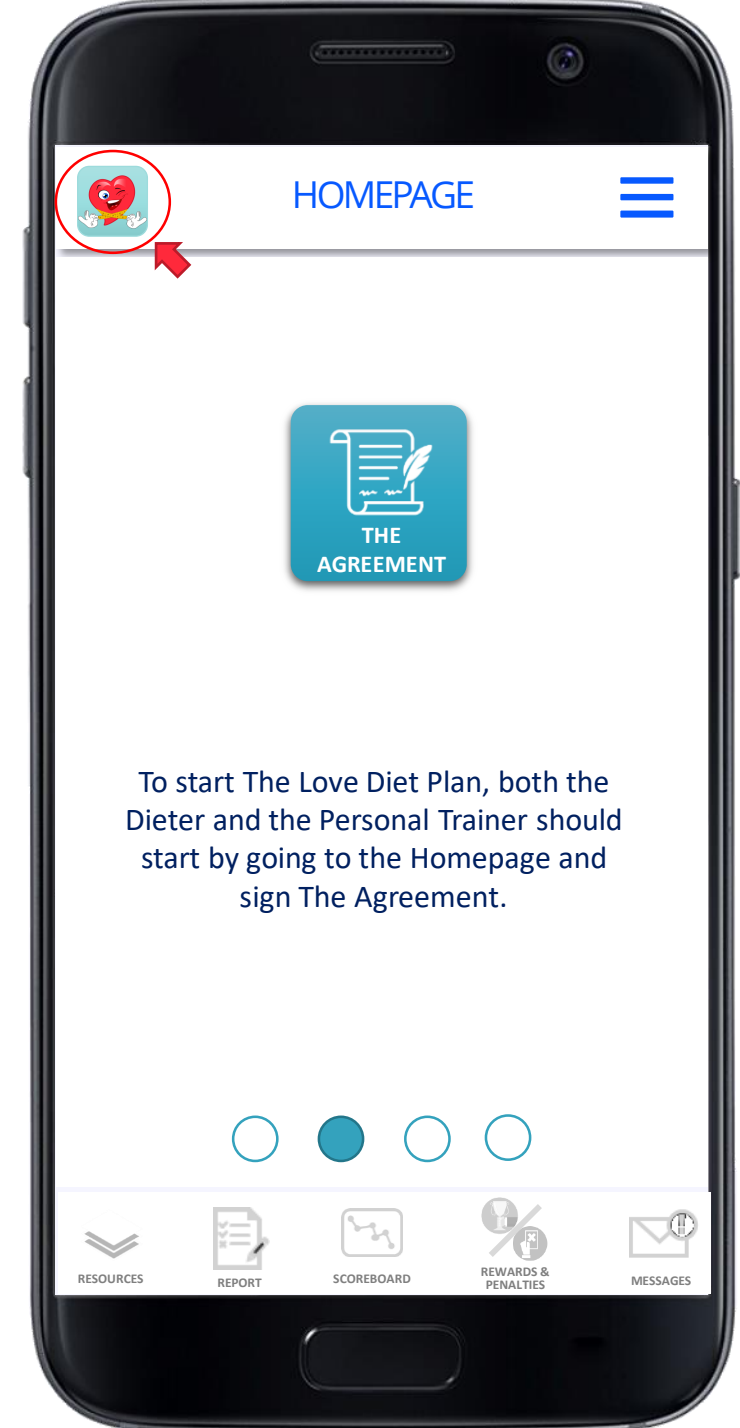 HOMEPAGE
THE
AGREEMENT
To start The Love Diet Plan, both the
Dieter and the Personal Trainer should
start by going to the Homepage and
sign The Agreement.
RESOURCES
REPORT
SCOREBOARD
REWARDS &
PENALTIES
MESSAGES